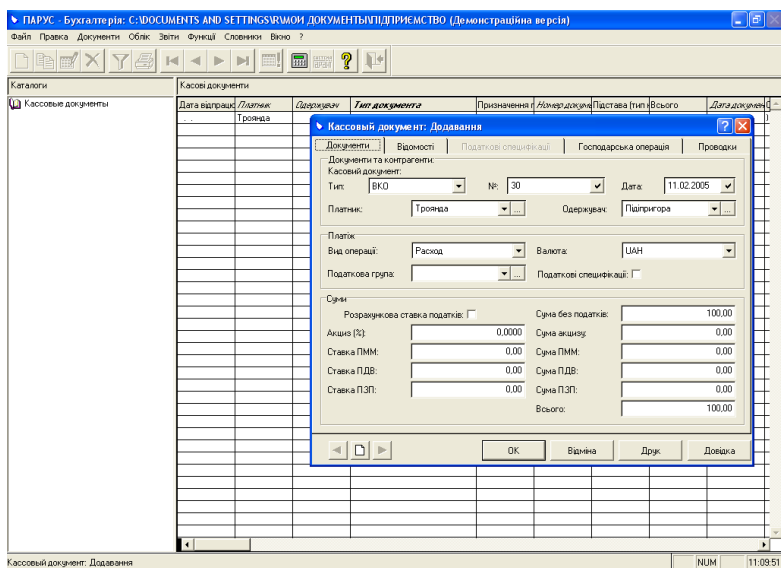 ПАРУС - Бухгалтерія: C:\DOCUMENTS AND SETTINGS\R\МОИ ДОКУМЕНТЫ\ПІДПРИЄМСТВО (Демонстраційна версія)
Файл Правка Документи Облік Звіти Функції Словники Вікно ?
Каталоги
Касові документи
Кассовые документы
Дата відпрацю Платник Одержувач Тип документа Призначення г Номер докуме Підстава (тип к Всього Дата докумен
. . Троянда
Кассовый документ: Додавання
Документи Відомості Податкові специфікації Господарська операція Проводки
Документи та контрагенти:
Касовий документ:
Тип: ВКО №: 30 Дата: 11.02.2005
Платник: Троянда ... Одержувач: Підіпригора ...
Платіж
Вид операції: Расход Валюта: UAH
Податкова група: ... Податкові специфікації:
Суми
Розрахункова ставка податків: Сума без податків: 100,00
Акциз (%): 0,0000 Сума акцизу: 0,00
Ставка ПММ: 0,00 Сума ПММ: 0,00
Ставка ПДВ: 0,00 Сума ПДВ: 0,00
Ставка ПЗП: 0,00 Сума ПЗП: 0,00
Всього: 100,00
ОК Відміна Друк Довідка
Кассовый документ: Додавання NUM 11:09:51